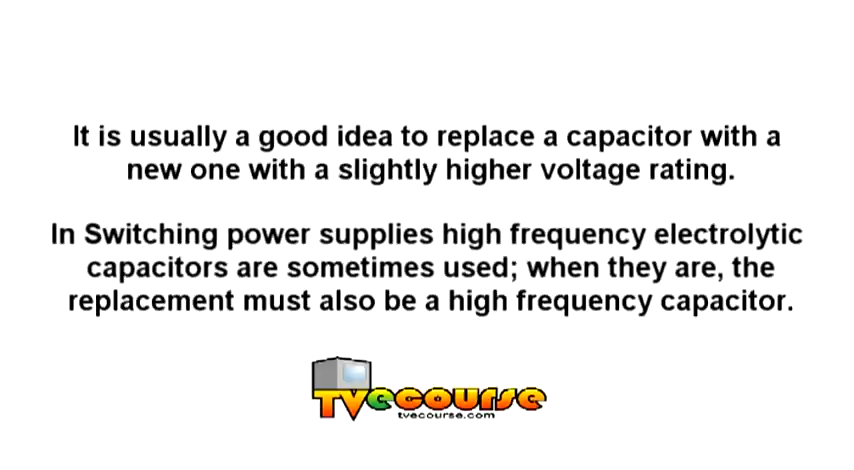 It is usually a good idea to replace a capacitor with a
new one with a slightly higher voltage rating.
In Switching power supplies high frequency electrolytic
capacitors are sometimes used; when they are, the
replacement must also be a high frequency capacitor.
TVecourse
tvecourse.com